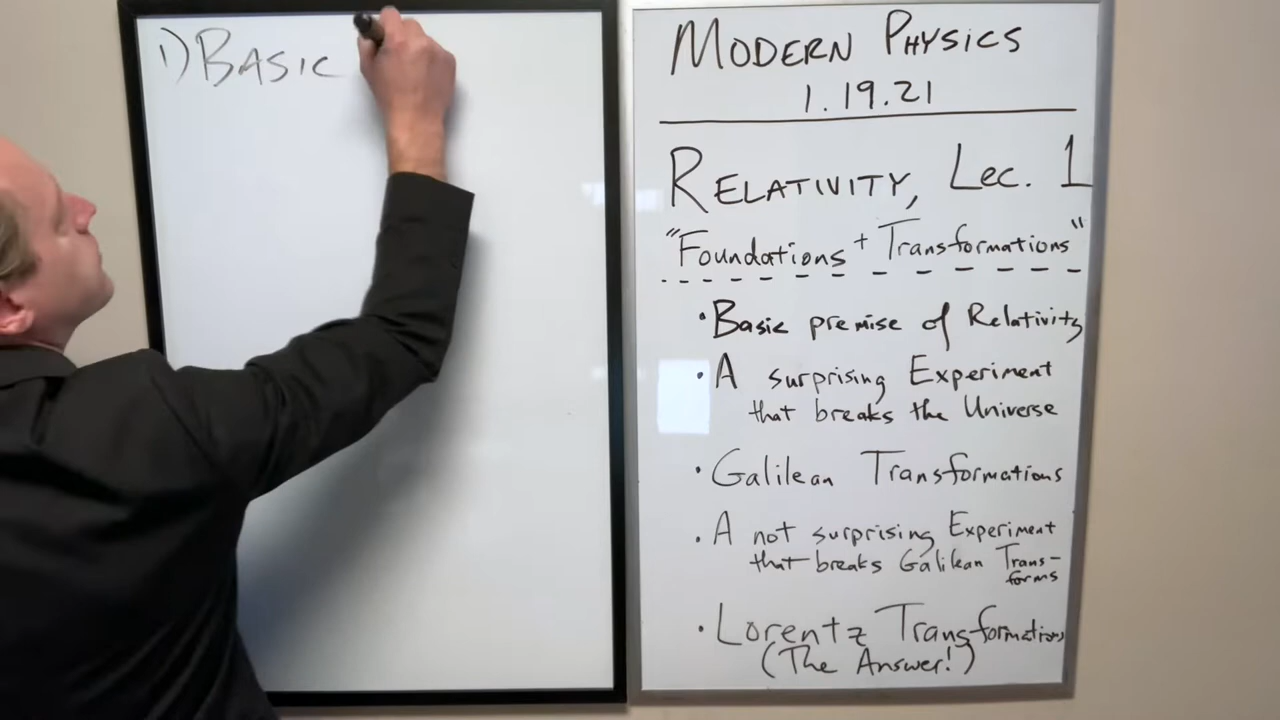 1) BASIC
MODERN PHYSICS
1.19.21
RELATIVITY, Lec. 1
"Foundations + Transformations"
• Basic premise of Relativity
• A surprising Experiment
that breaks the Universe
• Galilean Transformations
• A not surprising Experiment
that breaks Galilean Trans-
forms
• Lorentz Transformations
(The Answer!)